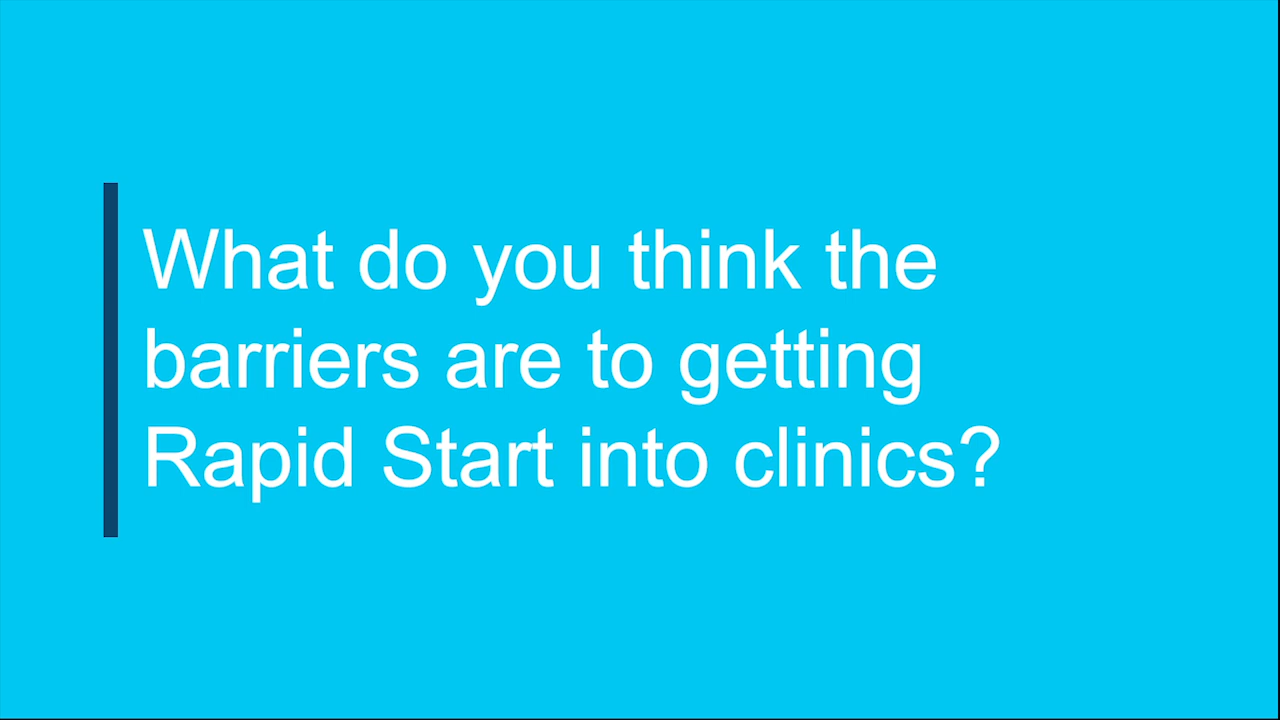 What do you think the
barriers are to getting
Rapid Start into clinics?